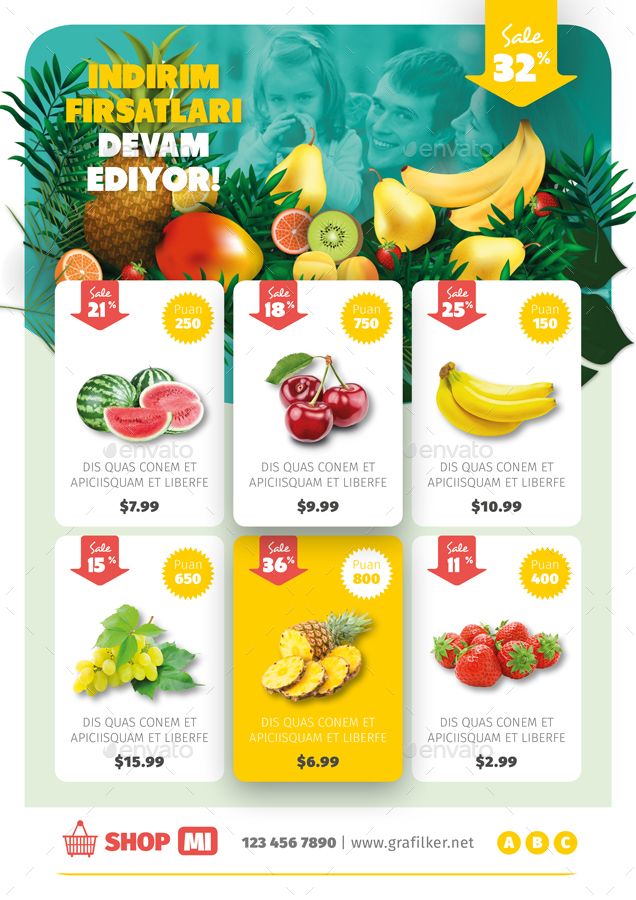 Sale
32%
INDIRIM
FIRSATLARI
DEVAM
EDIYOR!
envato
Sale
21%
Puan
250
DIS QUAS CONEM ET
APICIISQUAM ET LIBERFE
$7.99
Sale
18%
Puan
750
DIS QUAS CONEM ET
APICIISQUAM ET LIBERFE
$9.99
Sale
25%
Puan
150
DIS QUAS CONEM ET
APICIISQUAM ET LIBERFE
$10.99
envato
envato
Sale
15%
Puan
650
DIS QUAS CONEM ET
APICIISQUAM ET LIBERFE
$15.99
Sale
36%
Puan
800
DIS QUAS CONEM ET
APICIISQUAM ET LIBERFE
$6.99
Sale
11%
Puan
400
DIS QUAS CONEM ET
APICIISQUAM ET LIBERFE
$2.99
envato
envato
SHOP MI
123 456 7890 | www.grafilker.net
A B C